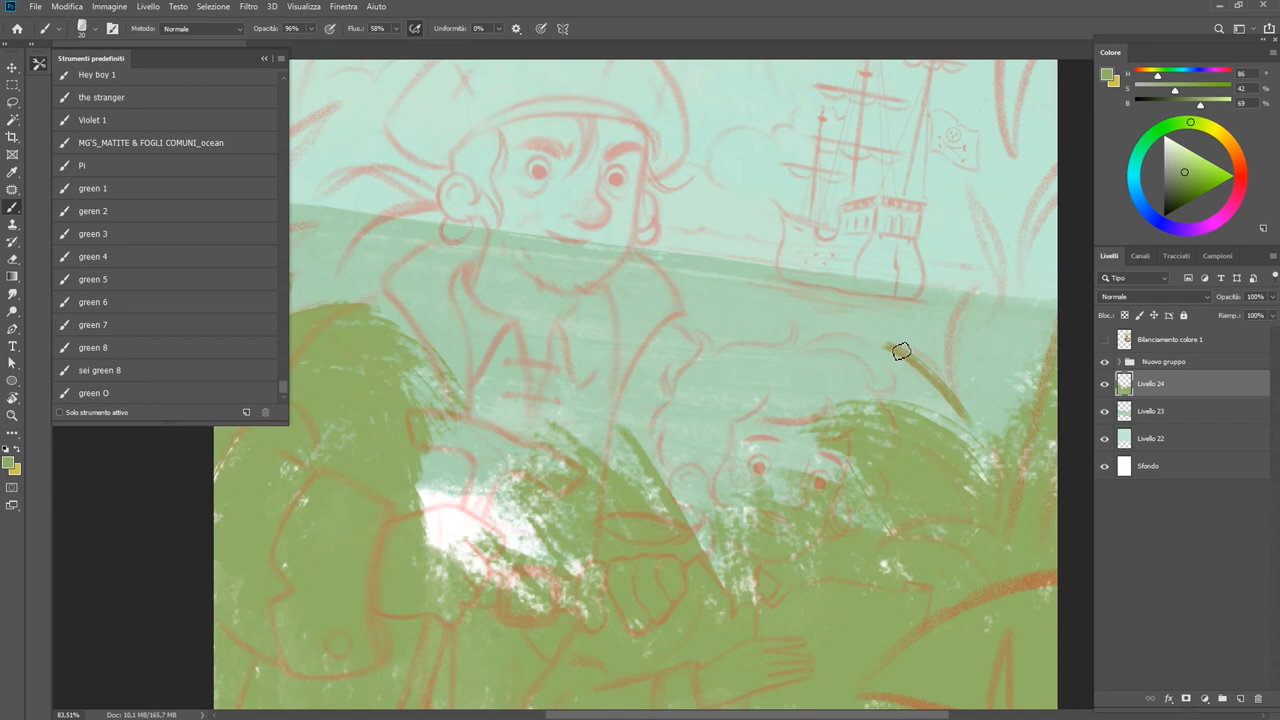 Ps File Modifica Immagine Livello Testo Selezione Filtro 3D Visualizza Finestra Aiuto
20 Metodo: Normale Opacità: 96% Flus.: 58% Uniformità: 0%
Strumenti predefiniti
Hey boy 1
the stranger
Violet 1
MG'S_MATITE & FOGLI COMUNI_ocean
Pi
green 1
geren 2
green 3
green 4
green 5
green 6
green 7
green 8
sei green 8
green O
Solo strumento attivo
Colore
H 86 °
S 42 %
B 69 %
Livelli Canali Tracciati Campioni
Tipo
Normale Opacità: 100%
Bloc.: Riemp.: 100%
Bilanciamento colore 1
Nuovo gruppo
Livello 24
Livello 23
Livello 22
Sfondo
fx
83,51% Doc: 10,1 MB/165,7 MB